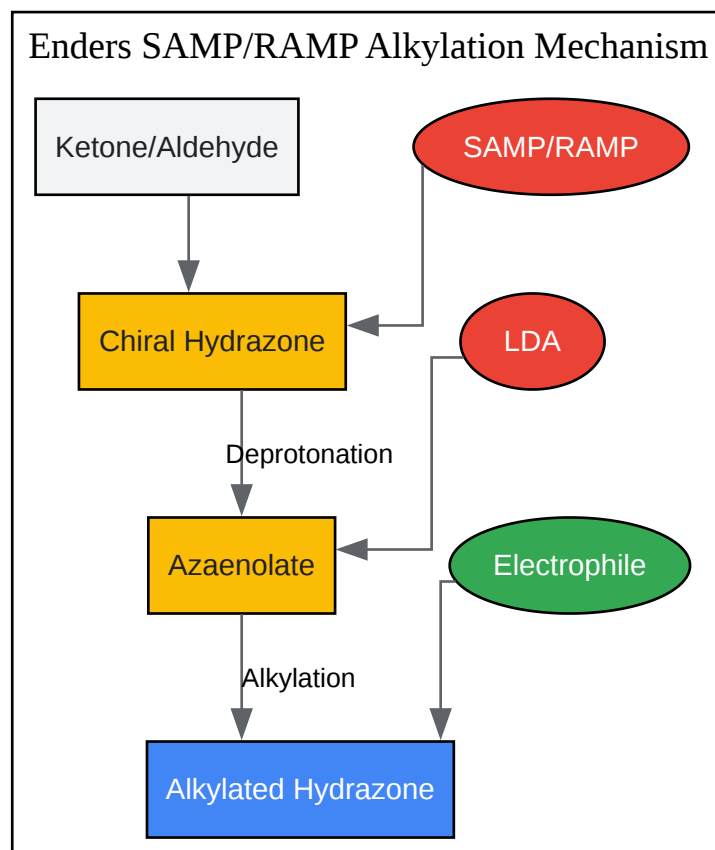 Enders SAMP/RAMP Alkylation Mechanism
Ketone/Aldehyde
SAMP/RAMP
Chiral Hydrazone
LDA
Deprotonation
Azaenolate
Electrophile
Alkylation
Alkylated Hydrazone